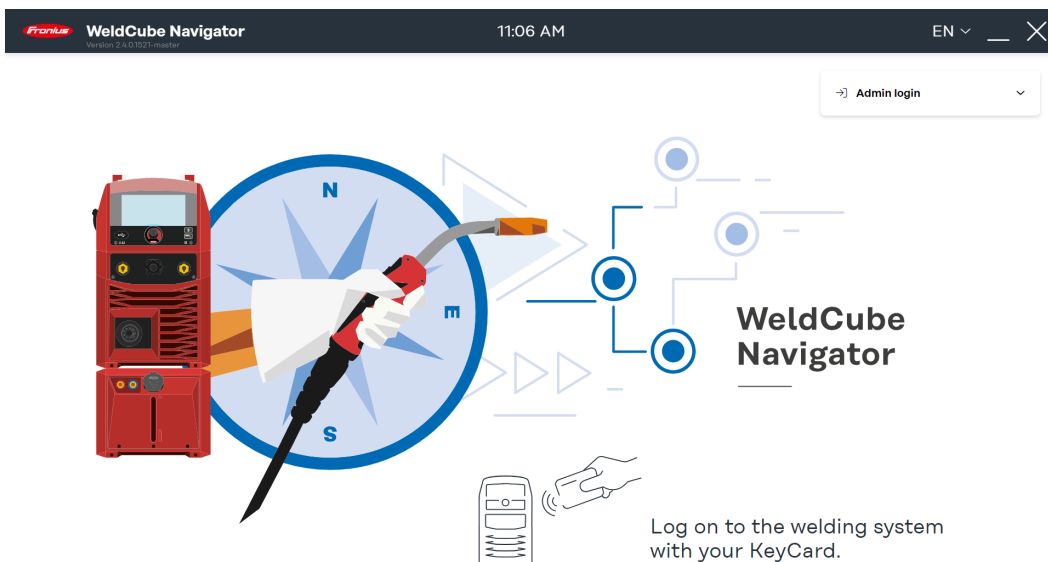 Fronius
WeldCube Navigator
Version 2.4.0.1521-master
11:06 AM
EN
Admin login
N
E
S
WeldCube
Navigator
Log on to the welding system
with your KeyCard.